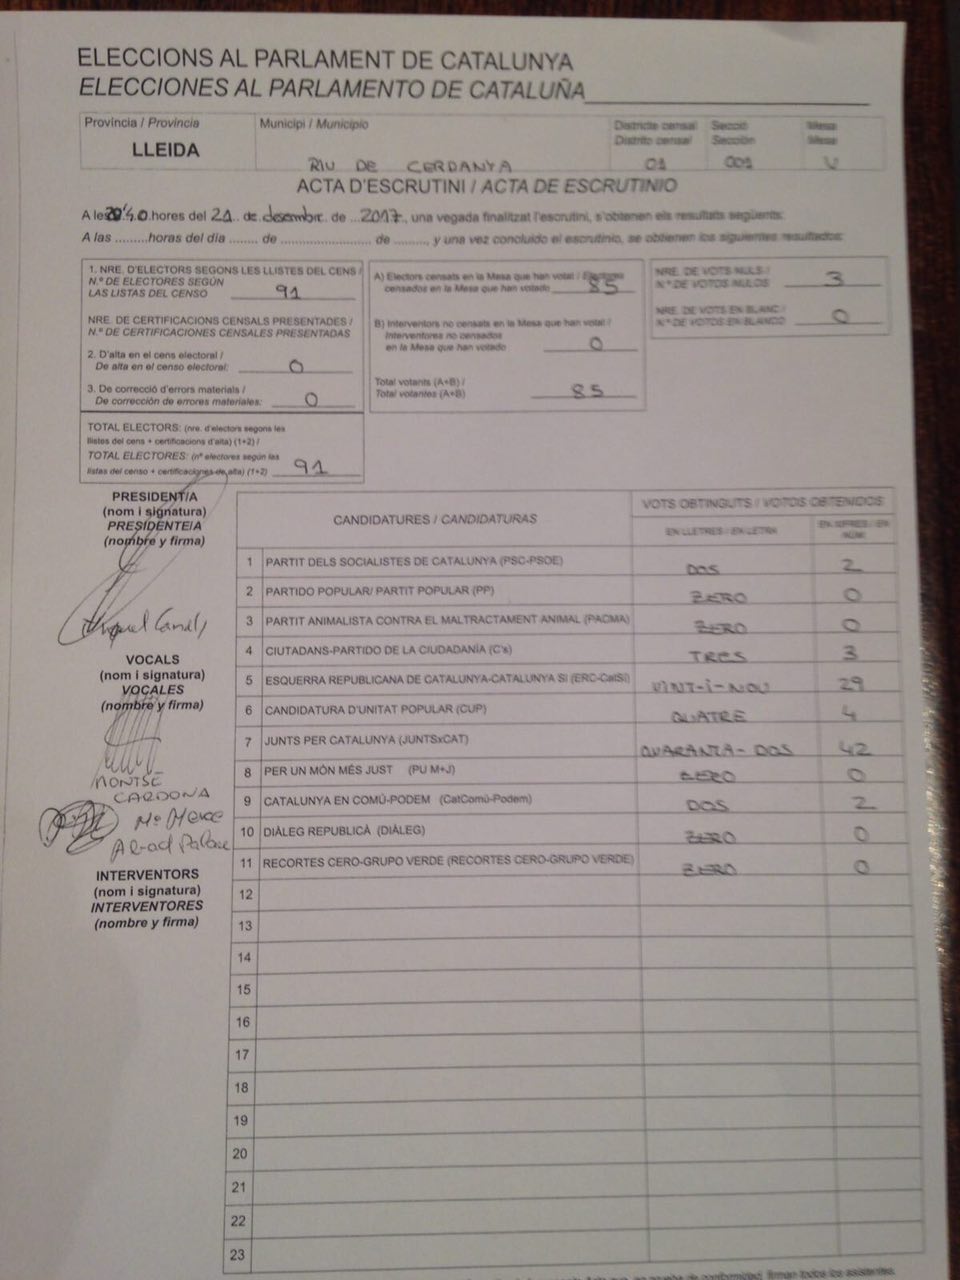 ELECCIONS AL PARLAMENT DE CATALUNYA
ELECCIONES AL PARLAMENTO DE CATALUÑA
Província / Provincia
LLEIDA
Municipi / Municipio
RIU DE CERDANYA
Districte censal
Distrito censal
01
Secció
Sección
001
Mesa
Mesa
U
ACTA D'ESCRUTINI / ACTA DE ESCRUTINIO
A les 20'40 hores del 21 de desembre de 2017, una vegada finalitzat l'escrutini, s'obtenen els resultats següents:
A las ......... horas del día ........ de .............................. de ........., y una vez concluido el escrutinio, se obtienen los siguientes resultados:
1. NRE. D'ELECTORS SEGONS LES LLISTES DEL CENS /
N.º DE ELECTORES SEGÚN
LAS LISTAS DEL CENSO 91
NRE. DE CERTIFICACIONS CENSALS PRESENTADES /
N.º DE CERTIFICACIONES CENSALES PRESENTADAS
2. D'alta en el cens electoral /
De alta en el censo electoral: 0
3. De correcció d'errors materials /
De corrección de errores materiales: 0
TOTAL ELECTORS: (nre. d'electors segons les
llistes del cens + certificacions d'alta) (1+2) /
TOTAL ELECTORES: (nº electores según las
listas del censo + certificaciones de alta) (1+2) 91
A) Electors censats en la Mesa que han votat / Electores
censados en la Mesa que han votado 85
B) Interventors no censats en la Mesa que han votat /
Interventores no censados
en la Mesa que han votado 0
Total votants (A+B) /
Total votantes (A+B) 85
NRE. DE VOTS NULS /
N.º DE VOTOS NULOS 3
NRE. DE VOTS EN BLANC /
N.º DE VOTOS EN BLANCO 0
PRESIDENT/A
(nom i signatura)
PRESIDENTE/A
(nombre y firma)
VOCALS
(nom i signatura)
VOCALES
(nombre y firma)
MONTSE
CARDONA
INTERVENTORS
(nom i signatura)
INTERVENTORES
(nombre y firma)
CANDIDATURES / CANDIDATURAS
VOTS OBTINGUTS / VOTOS OBTENIDOS
EN LLETRES / EN LETRA
EN XIFRES / EN NÚM.
1 PARTIT DELS SOCIALISTES DE CATALUNYA (PSC-PSOE) DOS 2
2 PARTIDO POPULAR/ PARTIT POPULAR (PP) ZERO 0
3 PARTIT ANIMALISTA CONTRA EL MALTRACTAMENT ANIMAL (PACMA) ZERO 0
4 CIUTADANS-PARTIDO DE LA CIUDADANÍA (C's) TRES 3
5 ESQUERRA REPUBLICANA DE CATALUNYA-CATALUNYA SÍ (ERC-CatSí) VINT-I-NOU 29
6 CANDIDATURA D'UNITAT POPULAR (CUP) QUATRE 4
7 JUNTS PER CATALUNYA (JUNTSxCAT) QUARANTA-DOS 42
8 PER UN MÓN MÉS JUST (PU M+J) ZERO 0
9 CATALUNYA EN COMÚ-PODEM (CatComú-Podem) DOS 2
10 DIÀLEG REPUBLICÀ (DIÀLEG) ZERO 0
11 RECORTES CERO-GRUPO VERDE (RECORTES CERO-GRUPO VERDE) ZERO 0
12
13
14
15
16
17
18
19
20
21
22
23